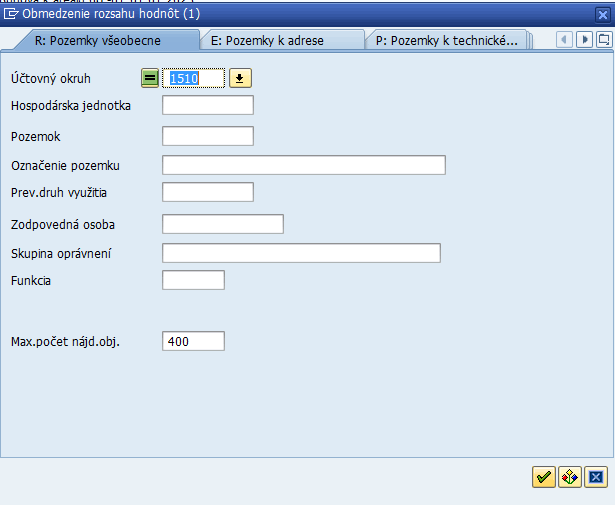 Obmedzenie rozsahu hodnôt (1)
R: Pozemky všeobecne
E: Pozemky k adrese
P: Pozemky k technické...
Účtovný okruh = 1510
Hospodárska jednotka
Pozemok
Označenie pozemku
Prev.druh využitia
Zodpovedná osoba
Skupina oprávnení
Funkcia
Max.počet nájd.obj. 400